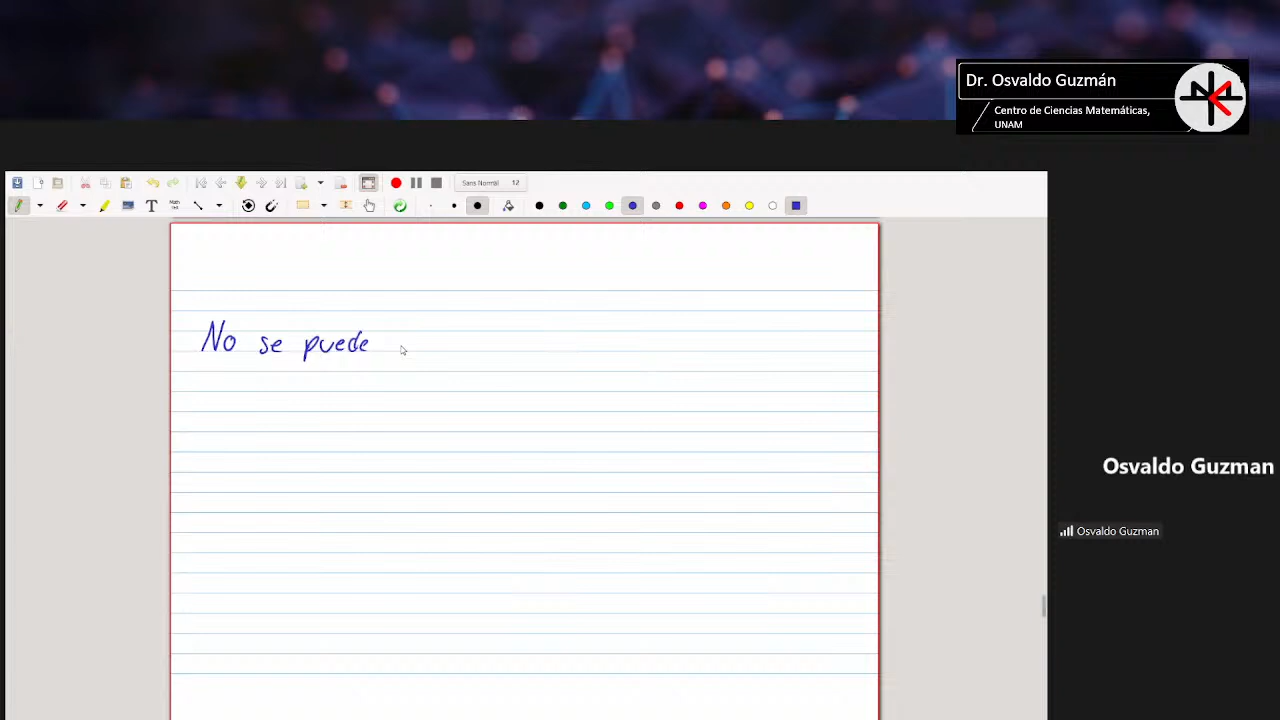 Dr. Osvaldo Guzmán
Centro de Ciencias Matemáticas,
UNAM
Sans Normal 12
No se puede
Osvaldo Guzman
Osvaldo Guzman